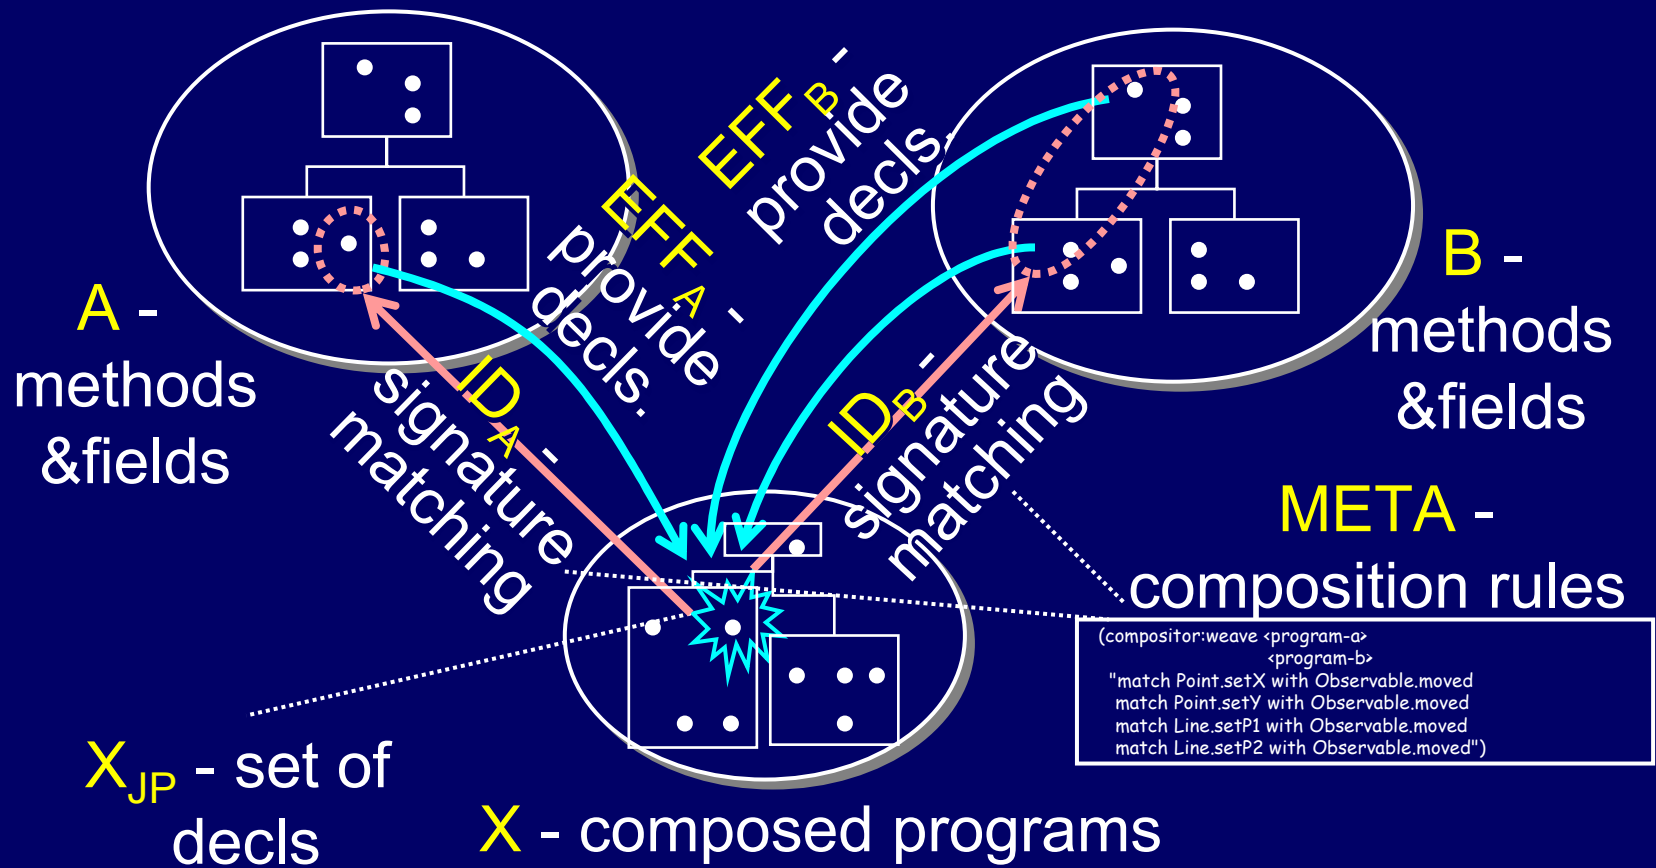 EFF_B -
provide
decls.
EFF_A -
provide
decls.
A -
methods
&fields
B -
methods
&fields
ID_A -
signature
matching
ID_B -
signature
matching
META -
composition rules
(compositor:weave <program-a>
<program-b>
"match Point.setX with Observable.moved
match Point.setY with Observable.moved
match Line.setP1 with Observable.moved
match Line.setP2 with Observable.moved")
X_JP - set of
decls
X - composed programs